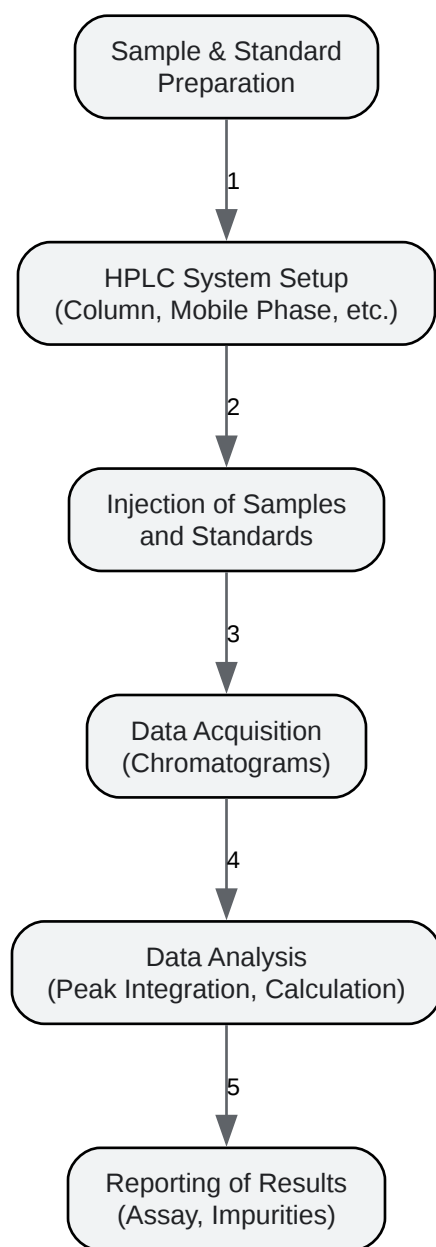 Sample & Standard
Preparation
1
HPLC System Setup
(Column, Mobile Phase, etc.)
2
Injection of Samples
and Standards
3
Data Acquisition
(Chromatograms)
4
Data Analysis
(Peak Integration, Calculation)
5
Reporting of Results
(Assay, Impurities)